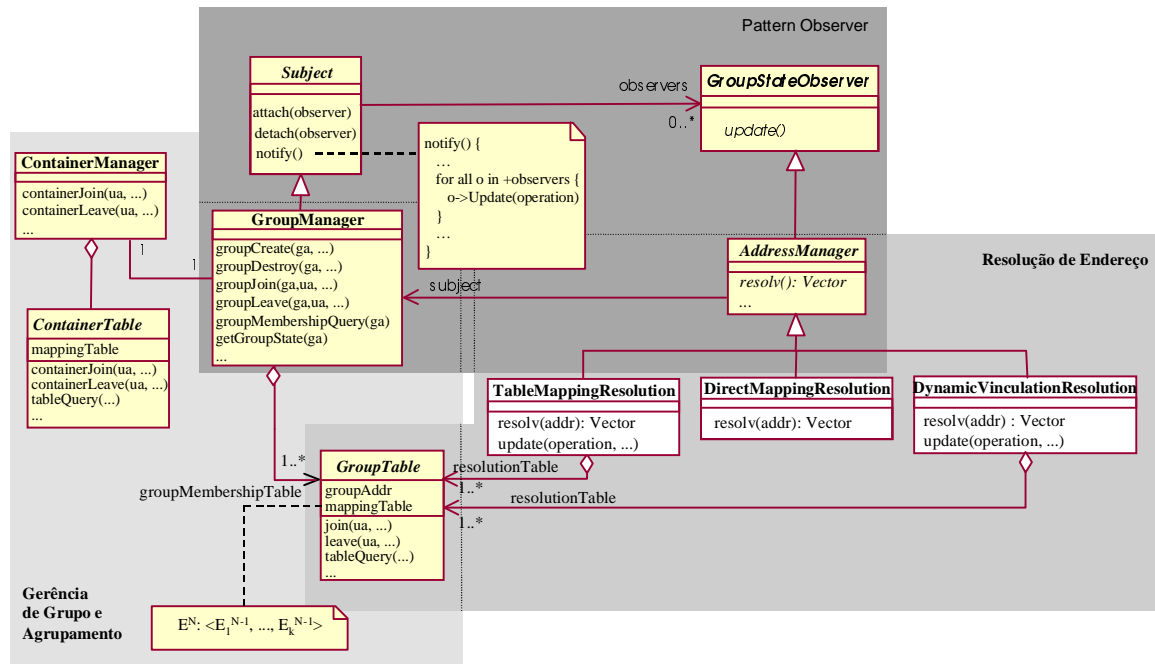 Pattern Observer
Subject
attach(observer)
detach(observer)
notify()
observers
0..*
GroupStateObserver
update()
notify() {
…
for all o in +observers {
o->Update(operation)
}
…
}
ContainerManager
containerJoin(ua, ...)
containerLeave(ua, ...)
...
1
1
GroupManager
groupCreate(ga, ...)
groupDestroy(ga, ...)
groupJoin(ga,ua, ...)
groupLeave(ga,ua, ...)
groupMembershipQuery(ga)
getGroupState(ga)
...
subject
AddressManager
resolv(): Vector
...
Resolução de Endereço
ContainerTable
mappingTable
containerJoin(ua, ...)
containerLeave(ua, ...)
tableQuery(...)
...
TableMappingResolution
resolv(addr): Vector
update(operation, ...)
DirectMappingResolution
resolv(addr): Vector
DynamicVinculationResolution
resolv(addr) : Vector
update(operation, ...)
1..*
groupMembershipTable
GroupTable
groupAddr
mappingTable
join(ua, ...)
leave(ua, ...)
tableQuery(...)
...
resolutionTable
1..*
resolutionTable
1..*
Gerência
de Grupo e
Agrupamento
E^N: <E_1^N-1, ..., E_k^N-1>